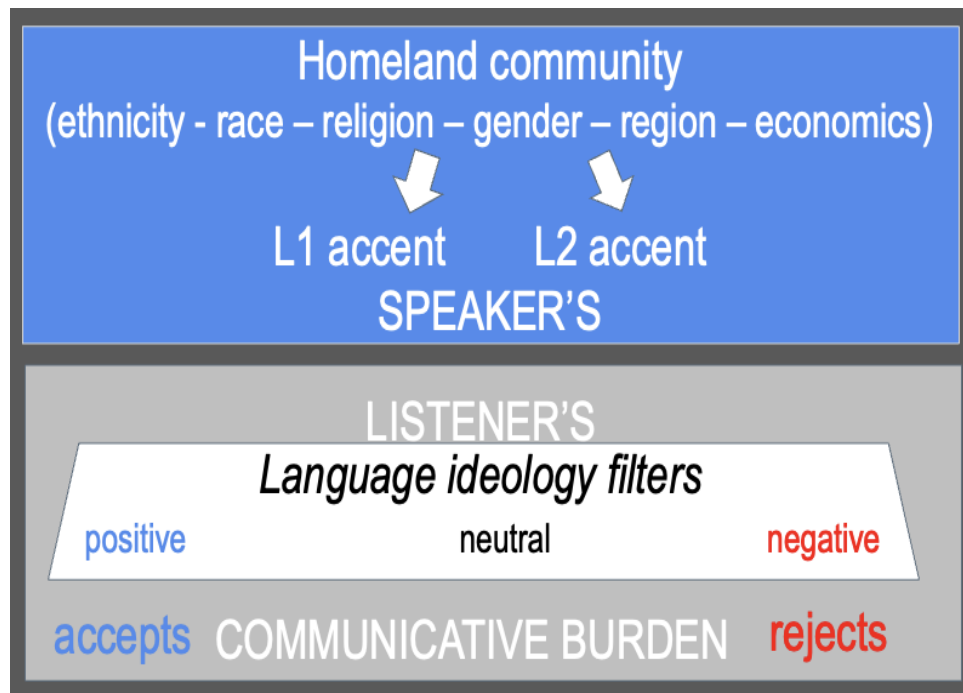 Homeland community
(ethnicity - race – religion – gender – region – economics)
L1 accent L2 accent
SPEAKER'S
LISTENER'S
Language ideology filters
positive neutral negative
accepts COMMUNICATIVE BURDEN rejects